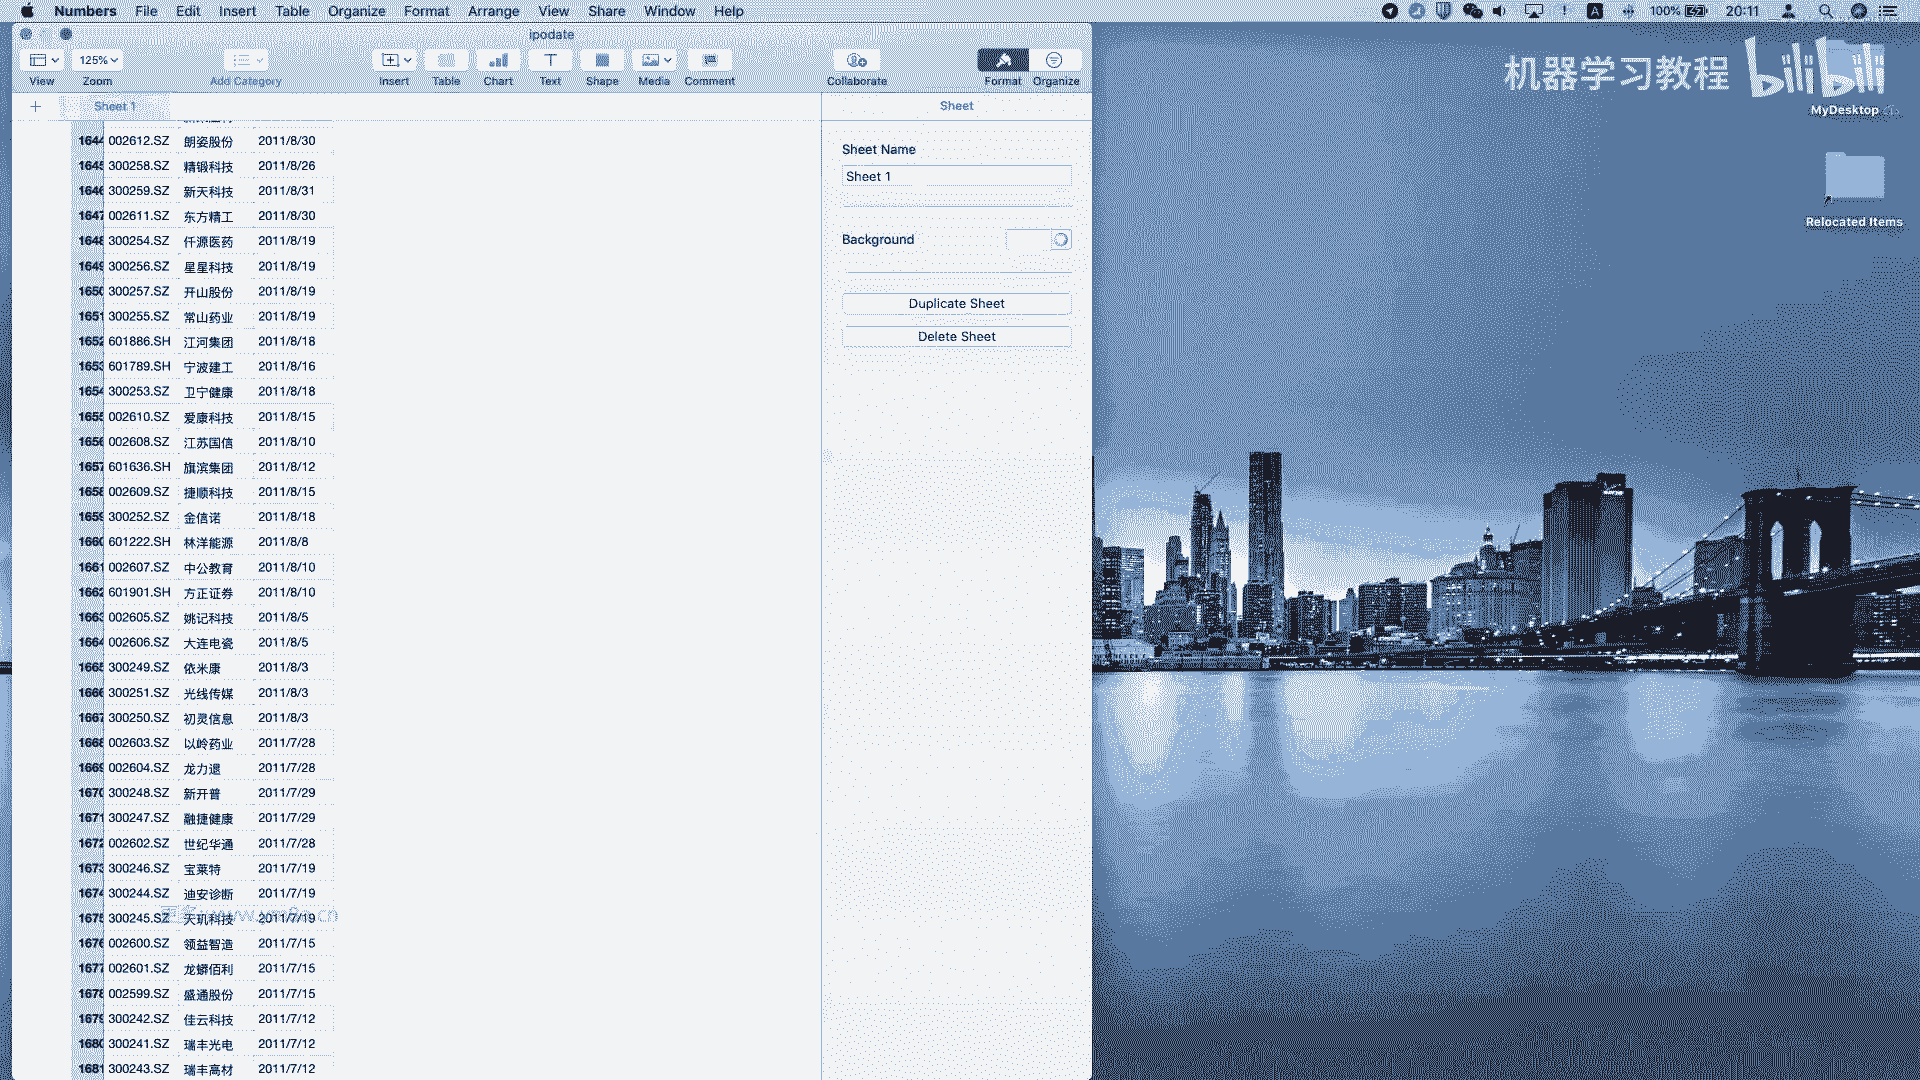 Numbers File Edit Insert Table Organize Format Arrange View Share Window Help 100% 20:11
ipodate
125%
View Zoom Add Category Insert Table Chart Text Shape Media Comment Collaborate Format Organize
Sheet 1
Sheet
Sheet Name
Sheet 1
Background
Duplicate Sheet
Delete Sheet
1644 002612.SZ 朗姿股份 2011/8/30
1645 300258.SZ 精锻科技 2011/8/26
1646 300259.SZ 新天科技 2011/8/31
1647 002611.SZ 东方精工 2011/8/30
1648 300254.SZ 仟源医药 2011/8/19
1649 300256.SZ 星星科技 2011/8/19
1650 300257.SZ 开山股份 2011/8/19
1651 300255.SZ 常山药业 2011/8/19
1652 601886.SH 江河集团 2011/8/18
1653 601789.SH 宁波建工 2011/8/16
1654 300253.SZ 卫宁健康 2011/8/18
1655 002610.SZ 爱康科技 2011/8/15
1656 002608.SZ 江苏国信 2011/8/10
1657 601636.SH 旗滨集团 2011/8/12
1658 002609.SZ 捷顺科技 2011/8/15
1659 300252.SZ 金信诺 2011/8/18
1660 601222.SH 林洋能源 2011/8/8
1661 002607.SZ 中公教育 2011/8/10
1662 601901.SH 方正证券 2011/8/10
1663 002605.SZ 姚记科技 2011/8/5
1664 002606.SZ 大连电瓷 2011/8/5
1665 300249.SZ 依米康 2011/8/3
1666 300251.SZ 光线传媒 2011/8/3
1667 300250.SZ 初灵信息 2011/8/3
1668 002603.SZ 以岭药业 2011/7/28
1669 002604.SZ 龙力退 2011/7/28
1670 300248.SZ 新开普 2011/7/29
1671 300247.SZ 融捷健康 2011/7/29
1672 002602.SZ 世纪华通 2011/7/28
1673 300246.SZ 宝莱特 2011/7/19
1674 300244.SZ 迪安诊断 2011/7/19
1675 300245.SZ 天玑科技 2011/7/19
1676 002600.SZ 领益智造 2011/7/15
1677 002601.SZ 龙蟒佰利 2011/7/15
1678 002599.SZ 盛通股份 2011/7/15
1679 300242.SZ 佳云科技 2011/7/12
1680 300241.SZ 瑞丰光电 2011/7/12
1681 300243.SZ 瑞丰高材 2011/7/12
机器学习教程 bilibili
MyDesktop
Relocated Items